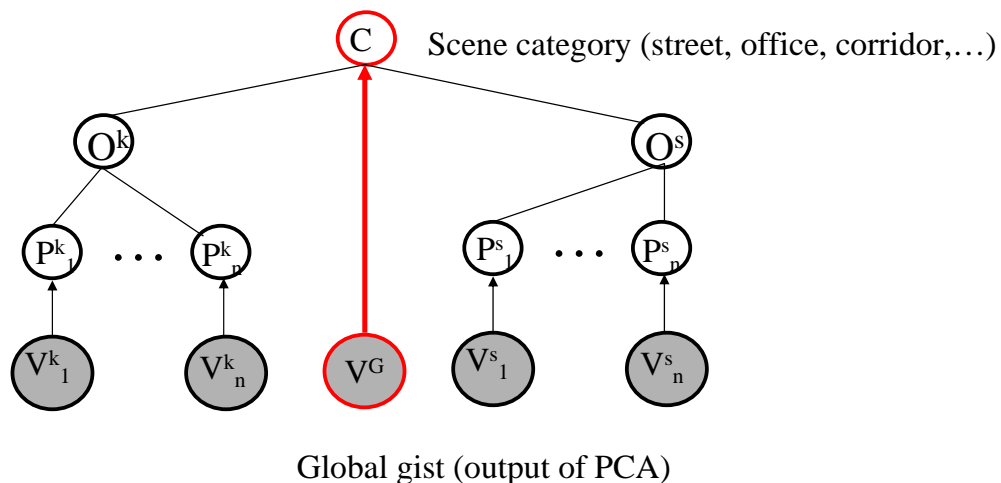 C Scene category (street, office, corridor,...)
O^k O^s
P^k_1 ... P^k_n P^s_1 ... P^s_n
V^k_1 V^k_n V^G V^s_1 V^s_n
Global gist (output of PCA)